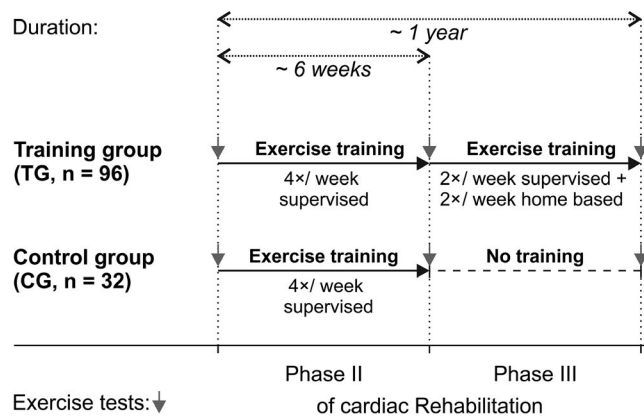 Duration:
~ 1 year
~ 6 weeks
Training group
(TG, n = 96)
Exercise training
4×/ week
supervised
Exercise training
2×/ week supervised +
2×/ week home based
Control group
(CG, n = 32)
Exercise training
4×/ week
supervised
No training
Phase II
Phase III
Exercise tests:
of cardiac Rehabilitation